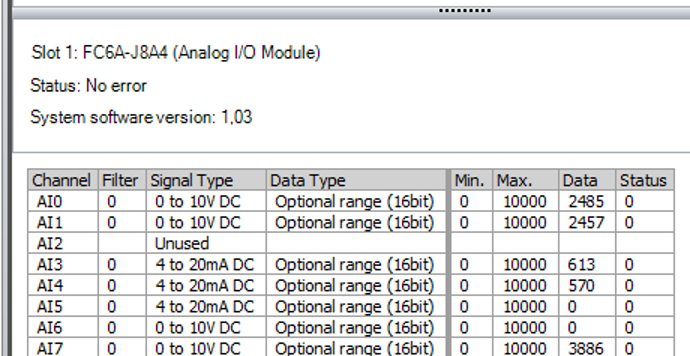 Slot 1: FC6A-J8A4 (Analog I/O Module)
Status: No error
System software version: 1,03
Channel Filter Signal Type Data Type Min. Max. Data Status
AI0 0 0 to 10V DC Optional range (16bit) 0 10000 2485 0
AI1 0 0 to 10V DC Optional range (16bit) 0 10000 2457 0
AI2 Unused
AI3 0 4 to 20mA DC Optional range (16bit) 0 10000 613 0
AI4 0 4 to 20mA DC Optional range (16bit) 0 10000 570 0
AI5 0 4 to 20mA DC Optional range (16bit) 0 10000 0 0
AI6 0 0 to 10V DC Optional range (16bit) 0 10000 0 0
AI7 0 0 to 10V DC Optional range (16bit) 0 10000 3886 0